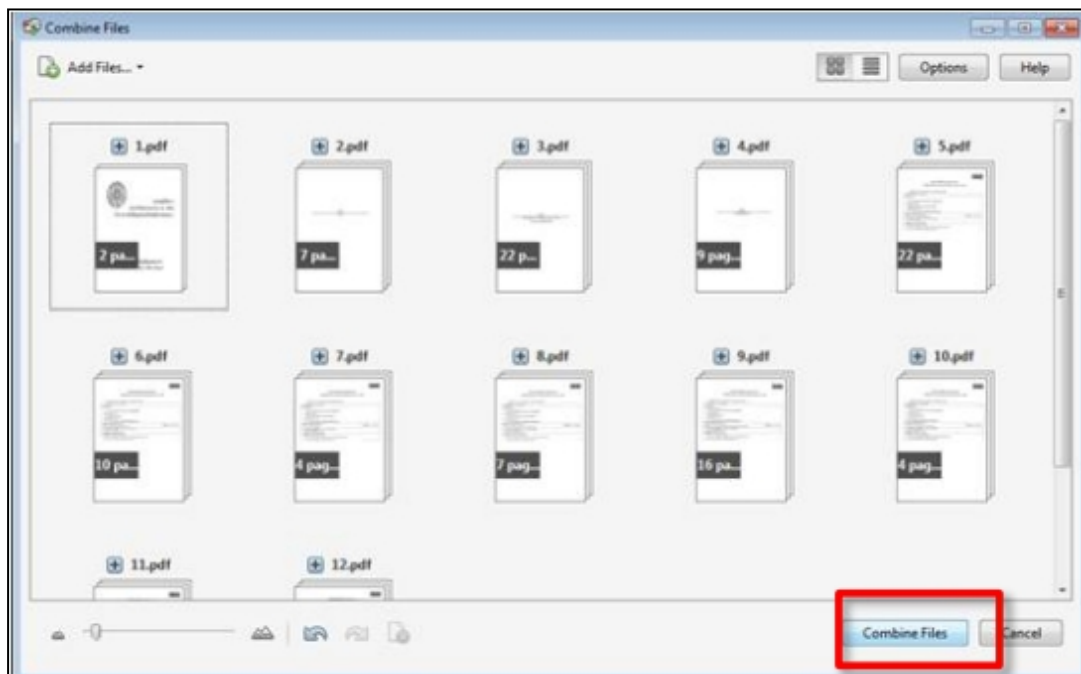 Combine Files
Add Files...
Options
Help
1.pdf
2.pdf
3.pdf
4.pdf
5.pdf
2 pa...
7 pa...
22 p...
9 pag...
22 pa...
6.pdf
7.pdf
8.pdf
9.pdf
10.pdf
10 pa...
4 pag...
7 pag...
16 pa...
4 pag...
11.pdf
12.pdf
Combine Files
Cancel